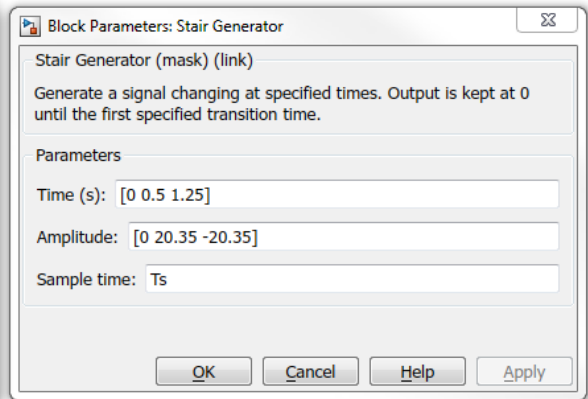 Block Parameters: Stair Generator
Stair Generator (mask) (link)
Generate a signal changing at specified times. Output is kept at 0
until the first specified transition time.
Parameters
Time (s): [0 0.5 1.25]
Amplitude: [0 20.35 -20.35]
Sample time: Ts
OK Cancel Help Apply